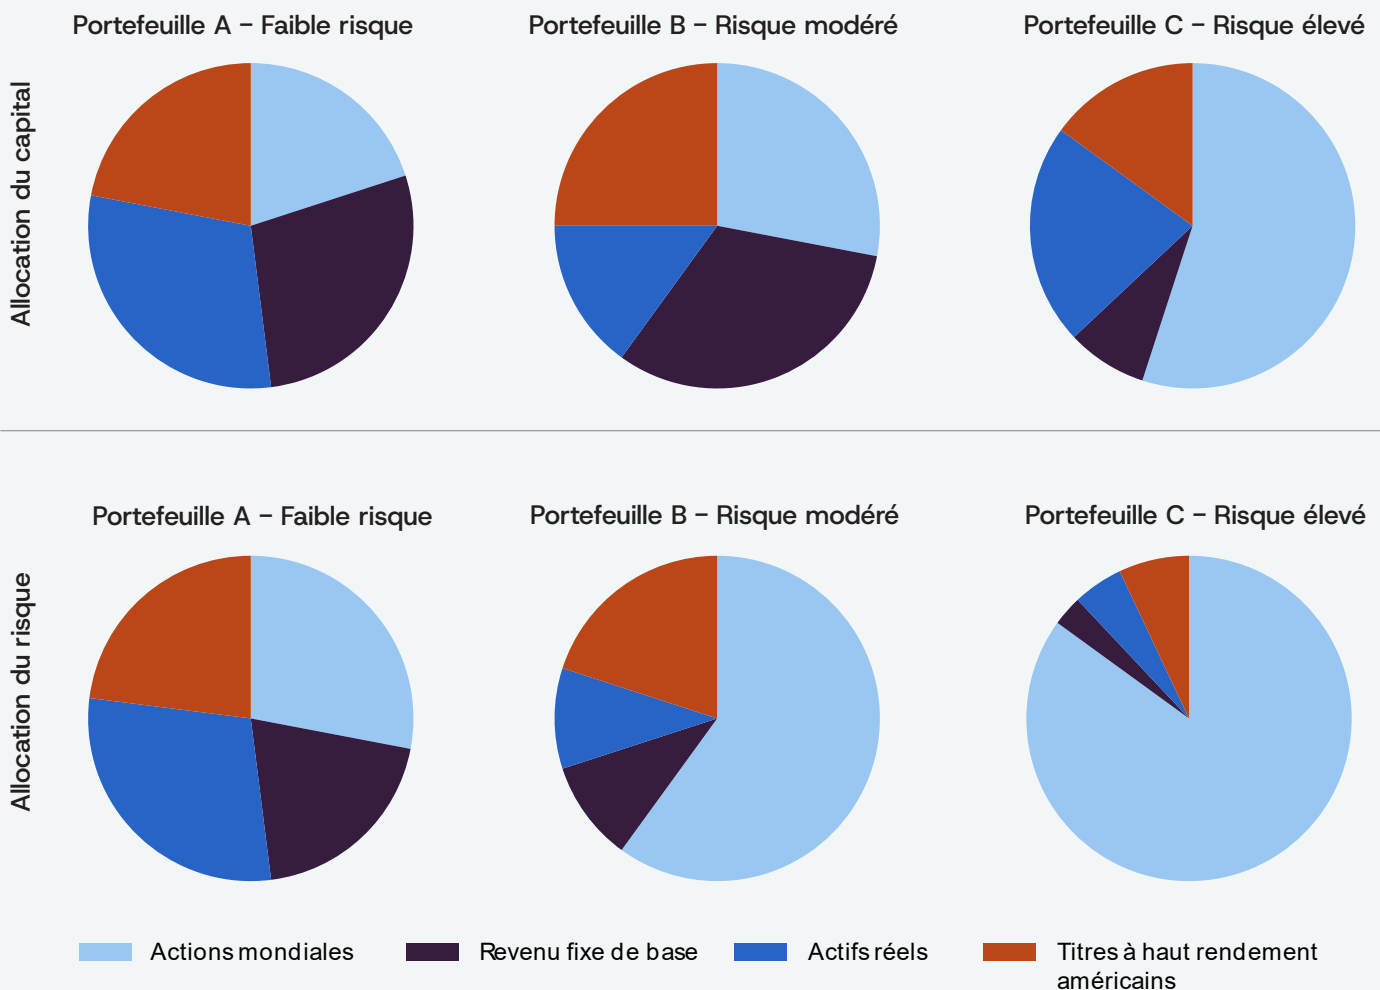 Portefeuille A – Faible risque
Portefeuille B – Risque modéré
Portefeuille C – Risque élevé
Allocation du capital
Portefeuille A – Faible risque
Portefeuille B – Risque modéré
Portefeuille C – Risque élevé
Allocation du risque
Actions mondiales
Revenu fixe de base
Actifs réels
Titres à haut rendement
américains